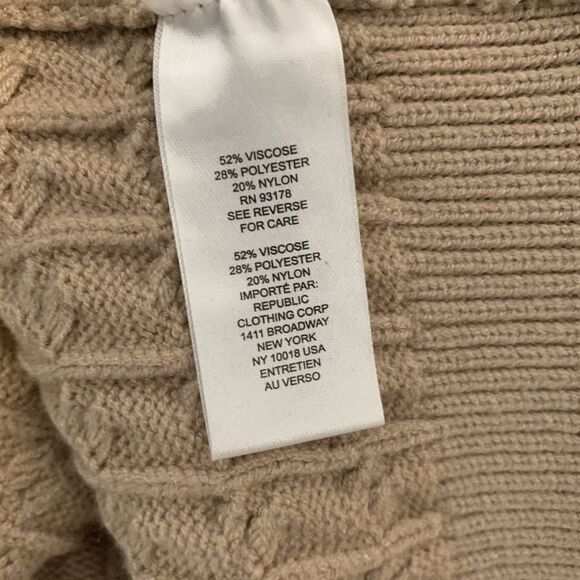 52% VISCOSE
28% POLYESTER
20% NYLON
RN 93178
SEE REVERSE
FOR CARE
52% VISCOSE
28% POLYESTER
20% NYLON
IMPORTÉ PAR:
REPUBLIC
CLOTHING CORP
1411 BROADWAY
NEW YORK
NY 10018 USA
ENTRETIEN
AU VERSO